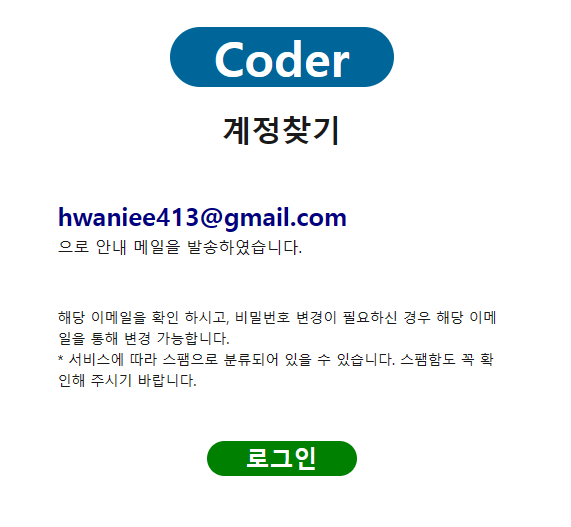 Coder
계정찾기
hwaniee413@gmail.com
으로 안내 메일을 발송하였습니다.
해당 이메일을 확인 하시고, 비밀번호 변경이 필요하신 경우 해당 이메
일을 통해 변경 가능합니다.
* 서비스에 따라 스팸으로 분류되어 있을 수 있습니다. 스팸함도 꼭 확
인해 주시기 바랍니다.
로그인